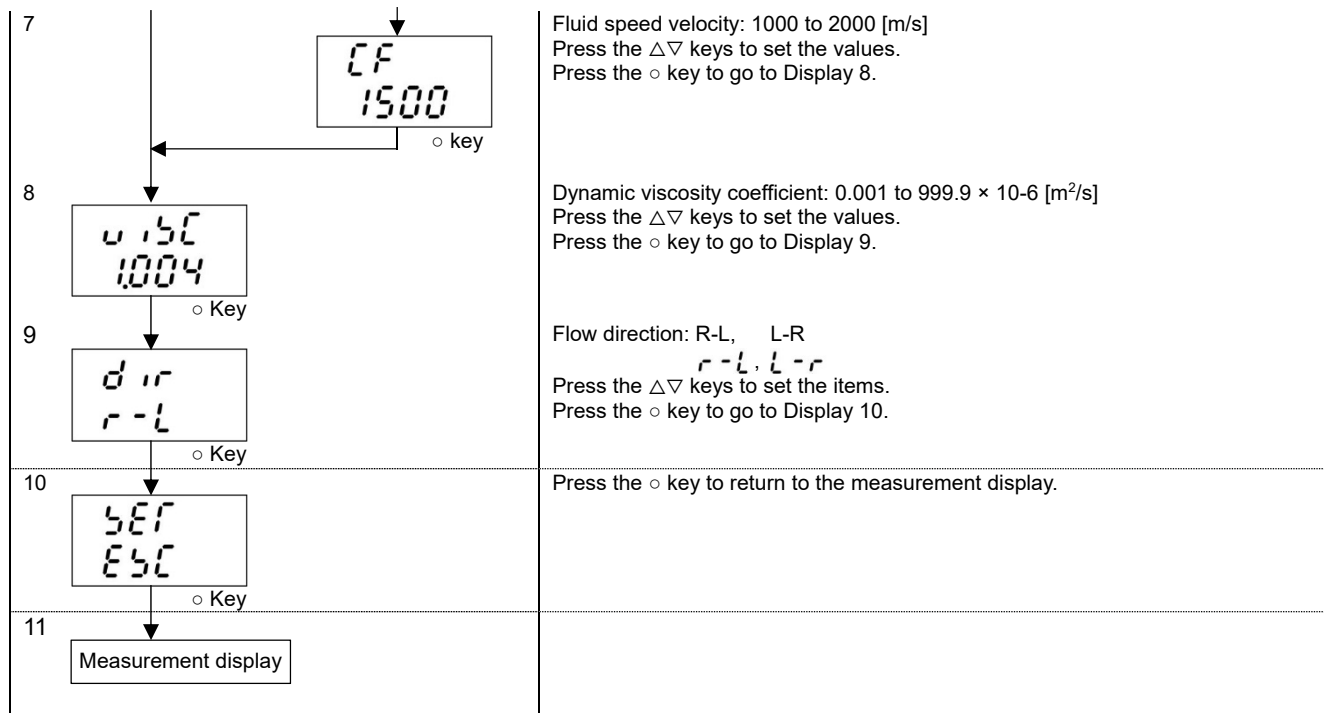 7
Fluid speed velocity: 1000 to 2000 [m/s]
Press the △▽ keys to set the values.
Press the ○ key to go to Display 8.
CF
1500
○ key
8
Dynamic viscosity coefficient: 0.001 to 999.9 × 10-6 [m²/s]
Press the △▽ keys to set the values.
Press the ○ key to go to Display 9.
viSC
1.004
○ Key
9
Flow direction: R-L, L-R
r-L, L-r
Press the △▽ keys to set the items.
Press the ○ key to go to Display 10.
dir
r-L
○ Key
10
Press the ○ key to return to the measurement display.
SET
ESC
○ Key
11
Measurement display